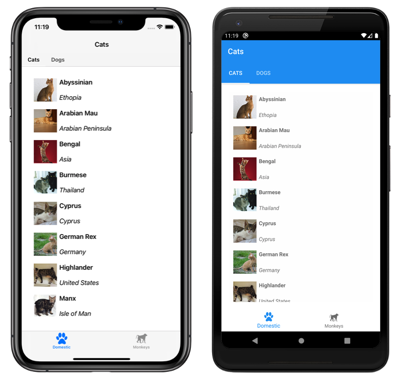 11:19
Cats
Cats Dogs
Abyssinian
Ethopia
Arabian Mau
Arabian Peninsula
Bengal
Asia
Burmese
Thailand
Cyprus
Cyprus
German Rex
Germany
Highlander
United States
Manx
Isle of Man
Domestic Monkeys
11:19
Cats
CATS DOGS
Abyssinian
Ethopia
Arabian Mau
Arabian Peninsula
Bengal
Asia
Burmese
Thailand
Cyprus
Cyprus
German Rex
Germany
Highlander
United States
Domestic Monkeys